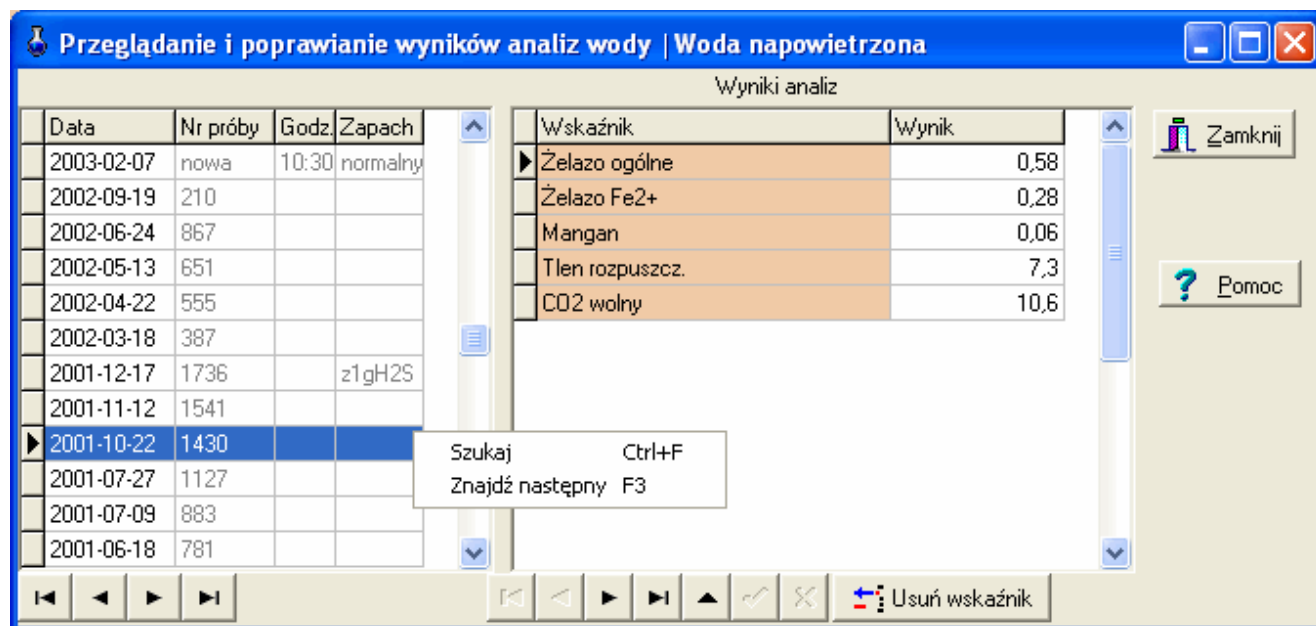 Przeglądanie i poprawianie wyników analiz wody | Woda napowietrzona
Wyniki analiz
Data Nr próby Godz. Zapach
2003-02-07 nowa 10:30 normalny
2002-09-19 210
2002-06-24 867
2002-05-13 651
2002-04-22 555
2002-03-18 387
2001-12-17 1736 z1gH2S
2001-11-12 1541
2001-10-22 1430
2001-07-27 1127
2001-07-09 883
2001-06-18 781
Szukaj Ctrl+F
Znajdź następny F3
Wskaźnik Wynik
Żelazo ogólne 0,58
Żelazo Fe2+ 0,28
Mangan 0,06
Tlen rozpuszcz. 7,3
CO2 wolny 10,6
Zamknij
Pomoc
Usuń wskaźnik